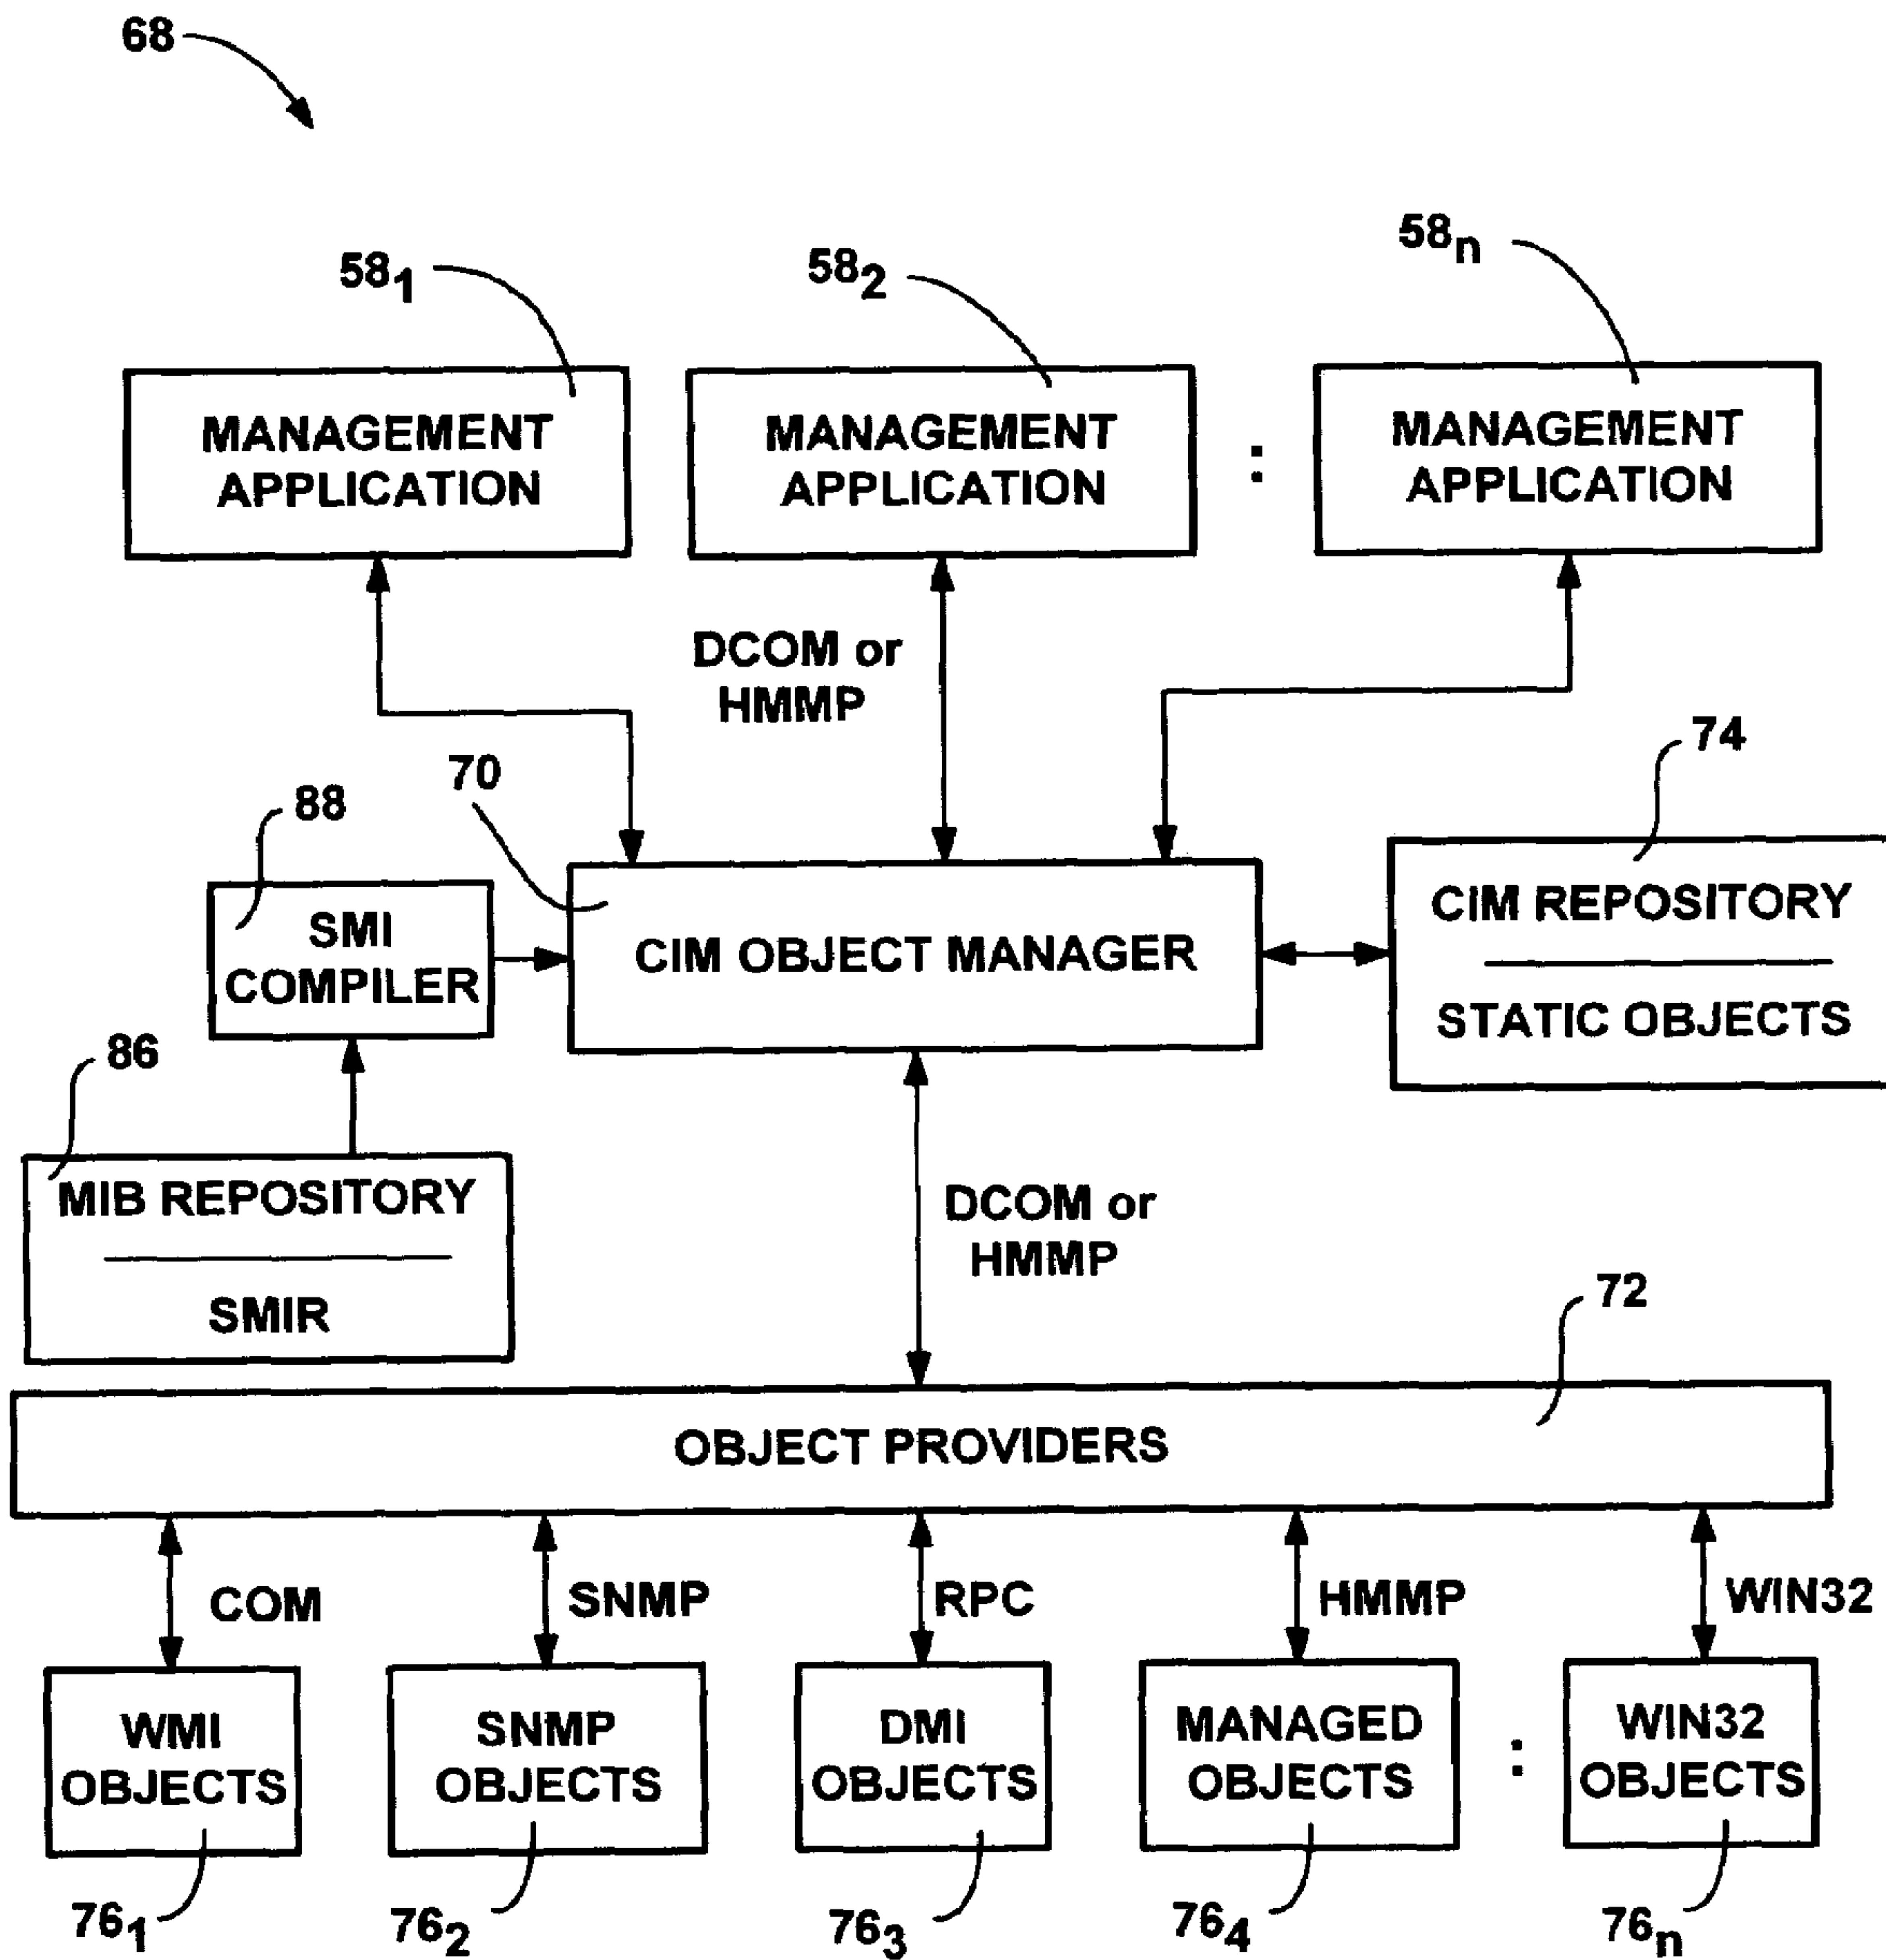 68
58₁
58₂
58ₙ
MANAGEMENT
APPLICATION
MANAGEMENT
APPLICATION
:
MANAGEMENT
APPLICATION
DCOM or
HMMP
70
74
88
SMI
COMPILER
CIM OBJECT MANAGER
CIM REPOSITORY
STATIC OBJECTS
86
MIB REPOSITORY
SMIR
DCOM or
HMMP
72
OBJECT PROVIDERS
COM
SNMP
RPC
HMMP
WIN32
WMI
OBJECTS
SNMP
OBJECTS
DMI
OBJECTS
MANAGED
OBJECTS
:
WIN32
OBJECTS
76₁
76₂
76₃
76₄
76ₙ